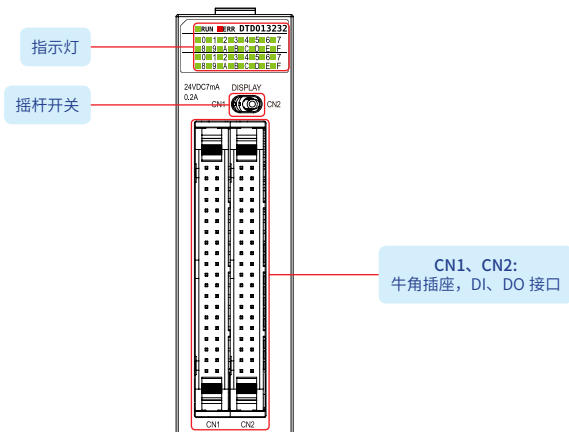 RUN ERR DTD013232
0 1 2 3 4 5 6 7
8 9 A B C D E F
0 1 2 3 4 5 6 7
8 9 A B C D E F
指示灯
24VDC7mA DISPLAY
0.2A
CN1 CN2
摇杆开关
CN1、CN2:
牛角插座，DI、DO 接口
CN1 CN2